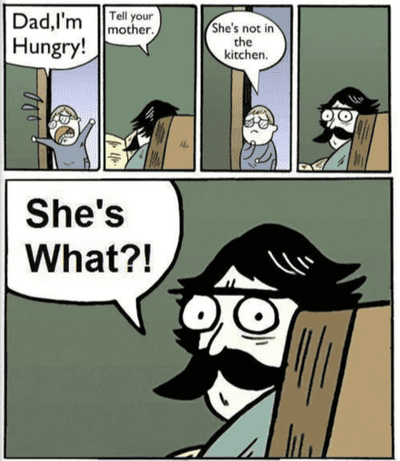 Dad,I'm
Hungry!
Tell your
mother.
She's not in
the
kitchen.
She's
What?!